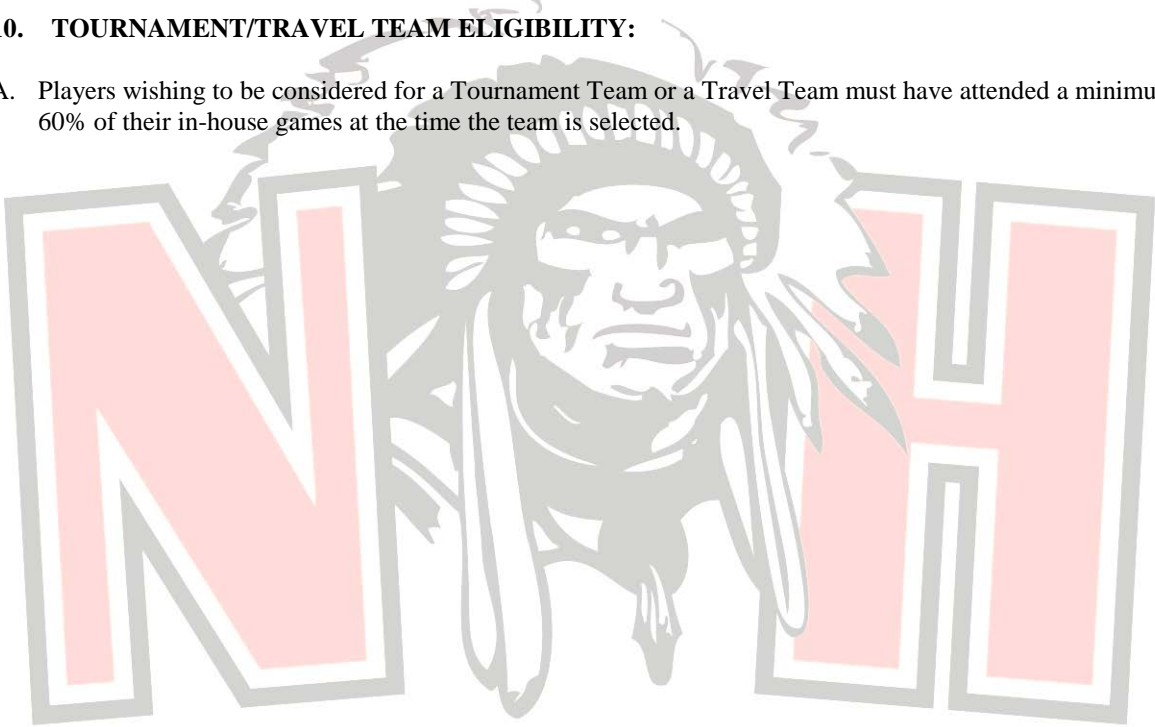 0. TOURNAMENT/TRAVEL TEAM ELIGIBILITY:
A. Players wishing to be considered for a Tournament Team or a Travel Team must have attended a minimu
60% of their in-house games at the time the team is selected.
N H